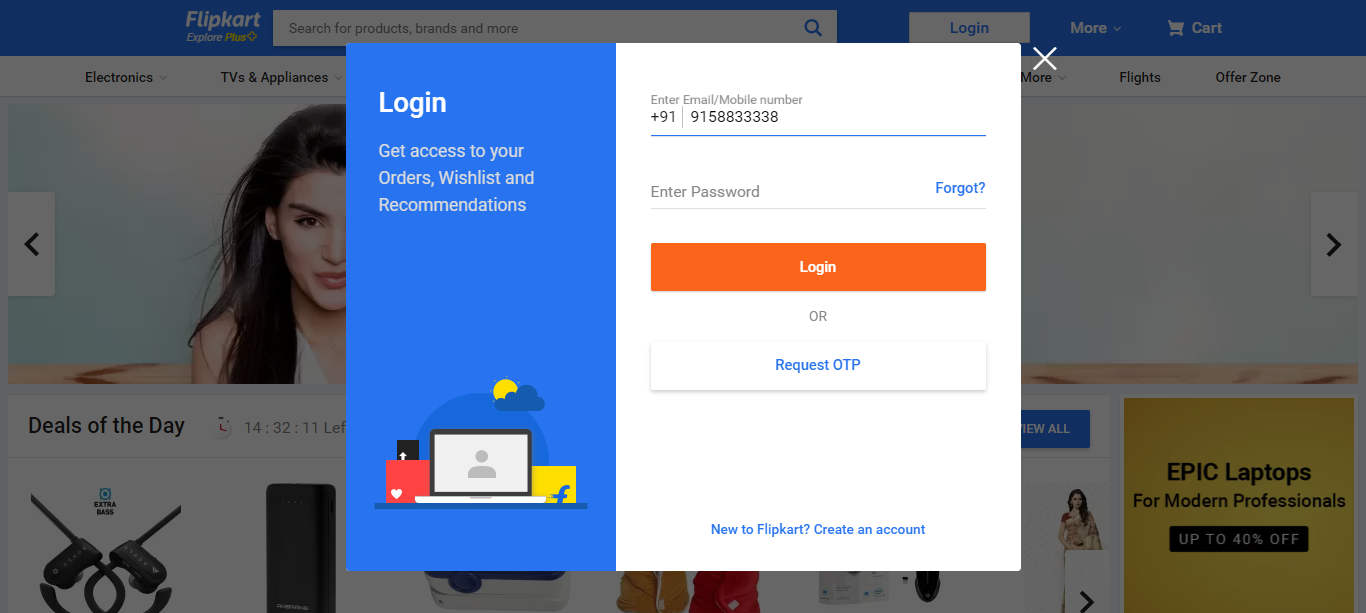 Flipkart
Explore Plus
Search for products, brands and more
Login
More
Cart
Electronics
TVs & Appliances
More
Flights
Offer Zone
Login
Get access to your
Orders, Wishlist and
Recommendations
Enter Email/Mobile number
+91 9158833338
Enter Password
Forgot?
Login
OR
Request OTP
New to Flipkart? Create an account
Deals of the Day
14 : 32 : 11 Lef
VIEW ALL
EXTRA
BASS
EPIC Laptops
For Modern Professionals
UP TO 40% OFF
AMBRANE